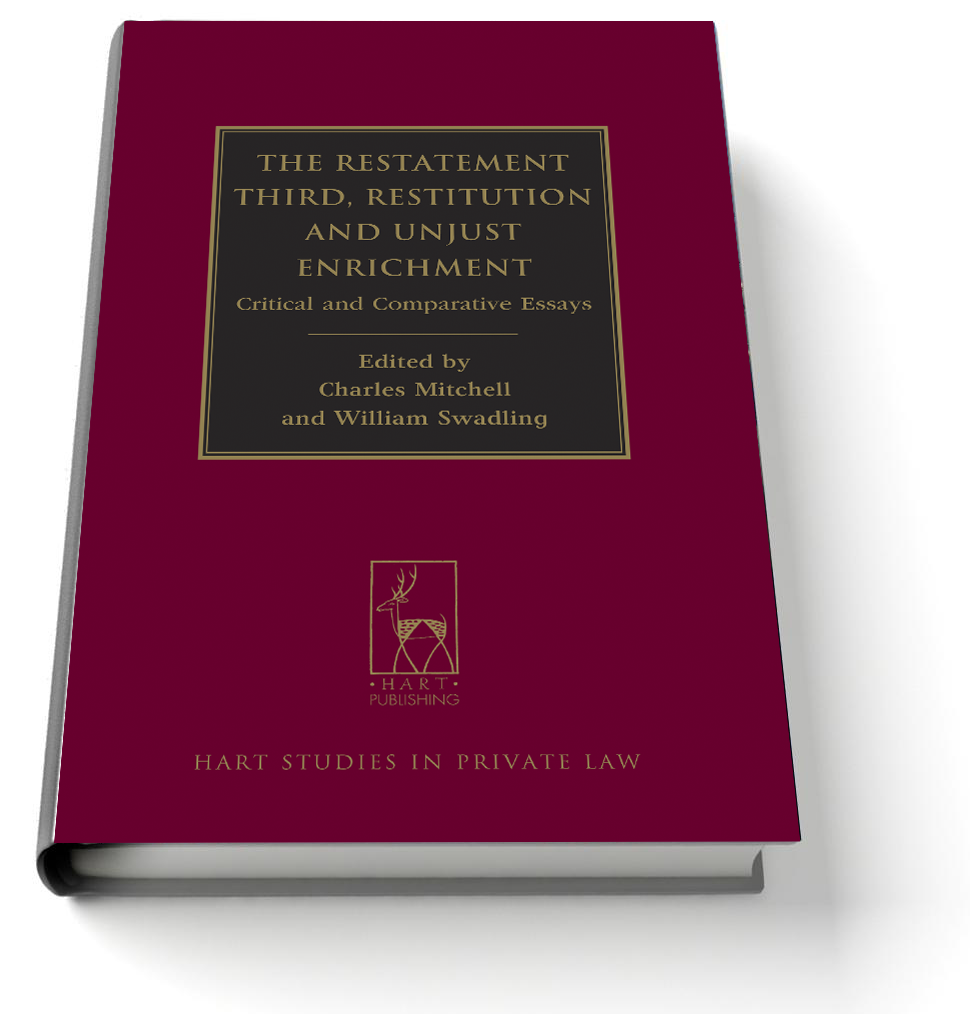 THE RESTATEMENT
THIRD, RESTITUTION
AND UNJUST
ENRICHMENT
Critical and Comparative Essays
Edited by
Charles Mitchell
and William Swadling
• HART •
PUBLISHING
HART STUDIES IN PRIVATE LAW